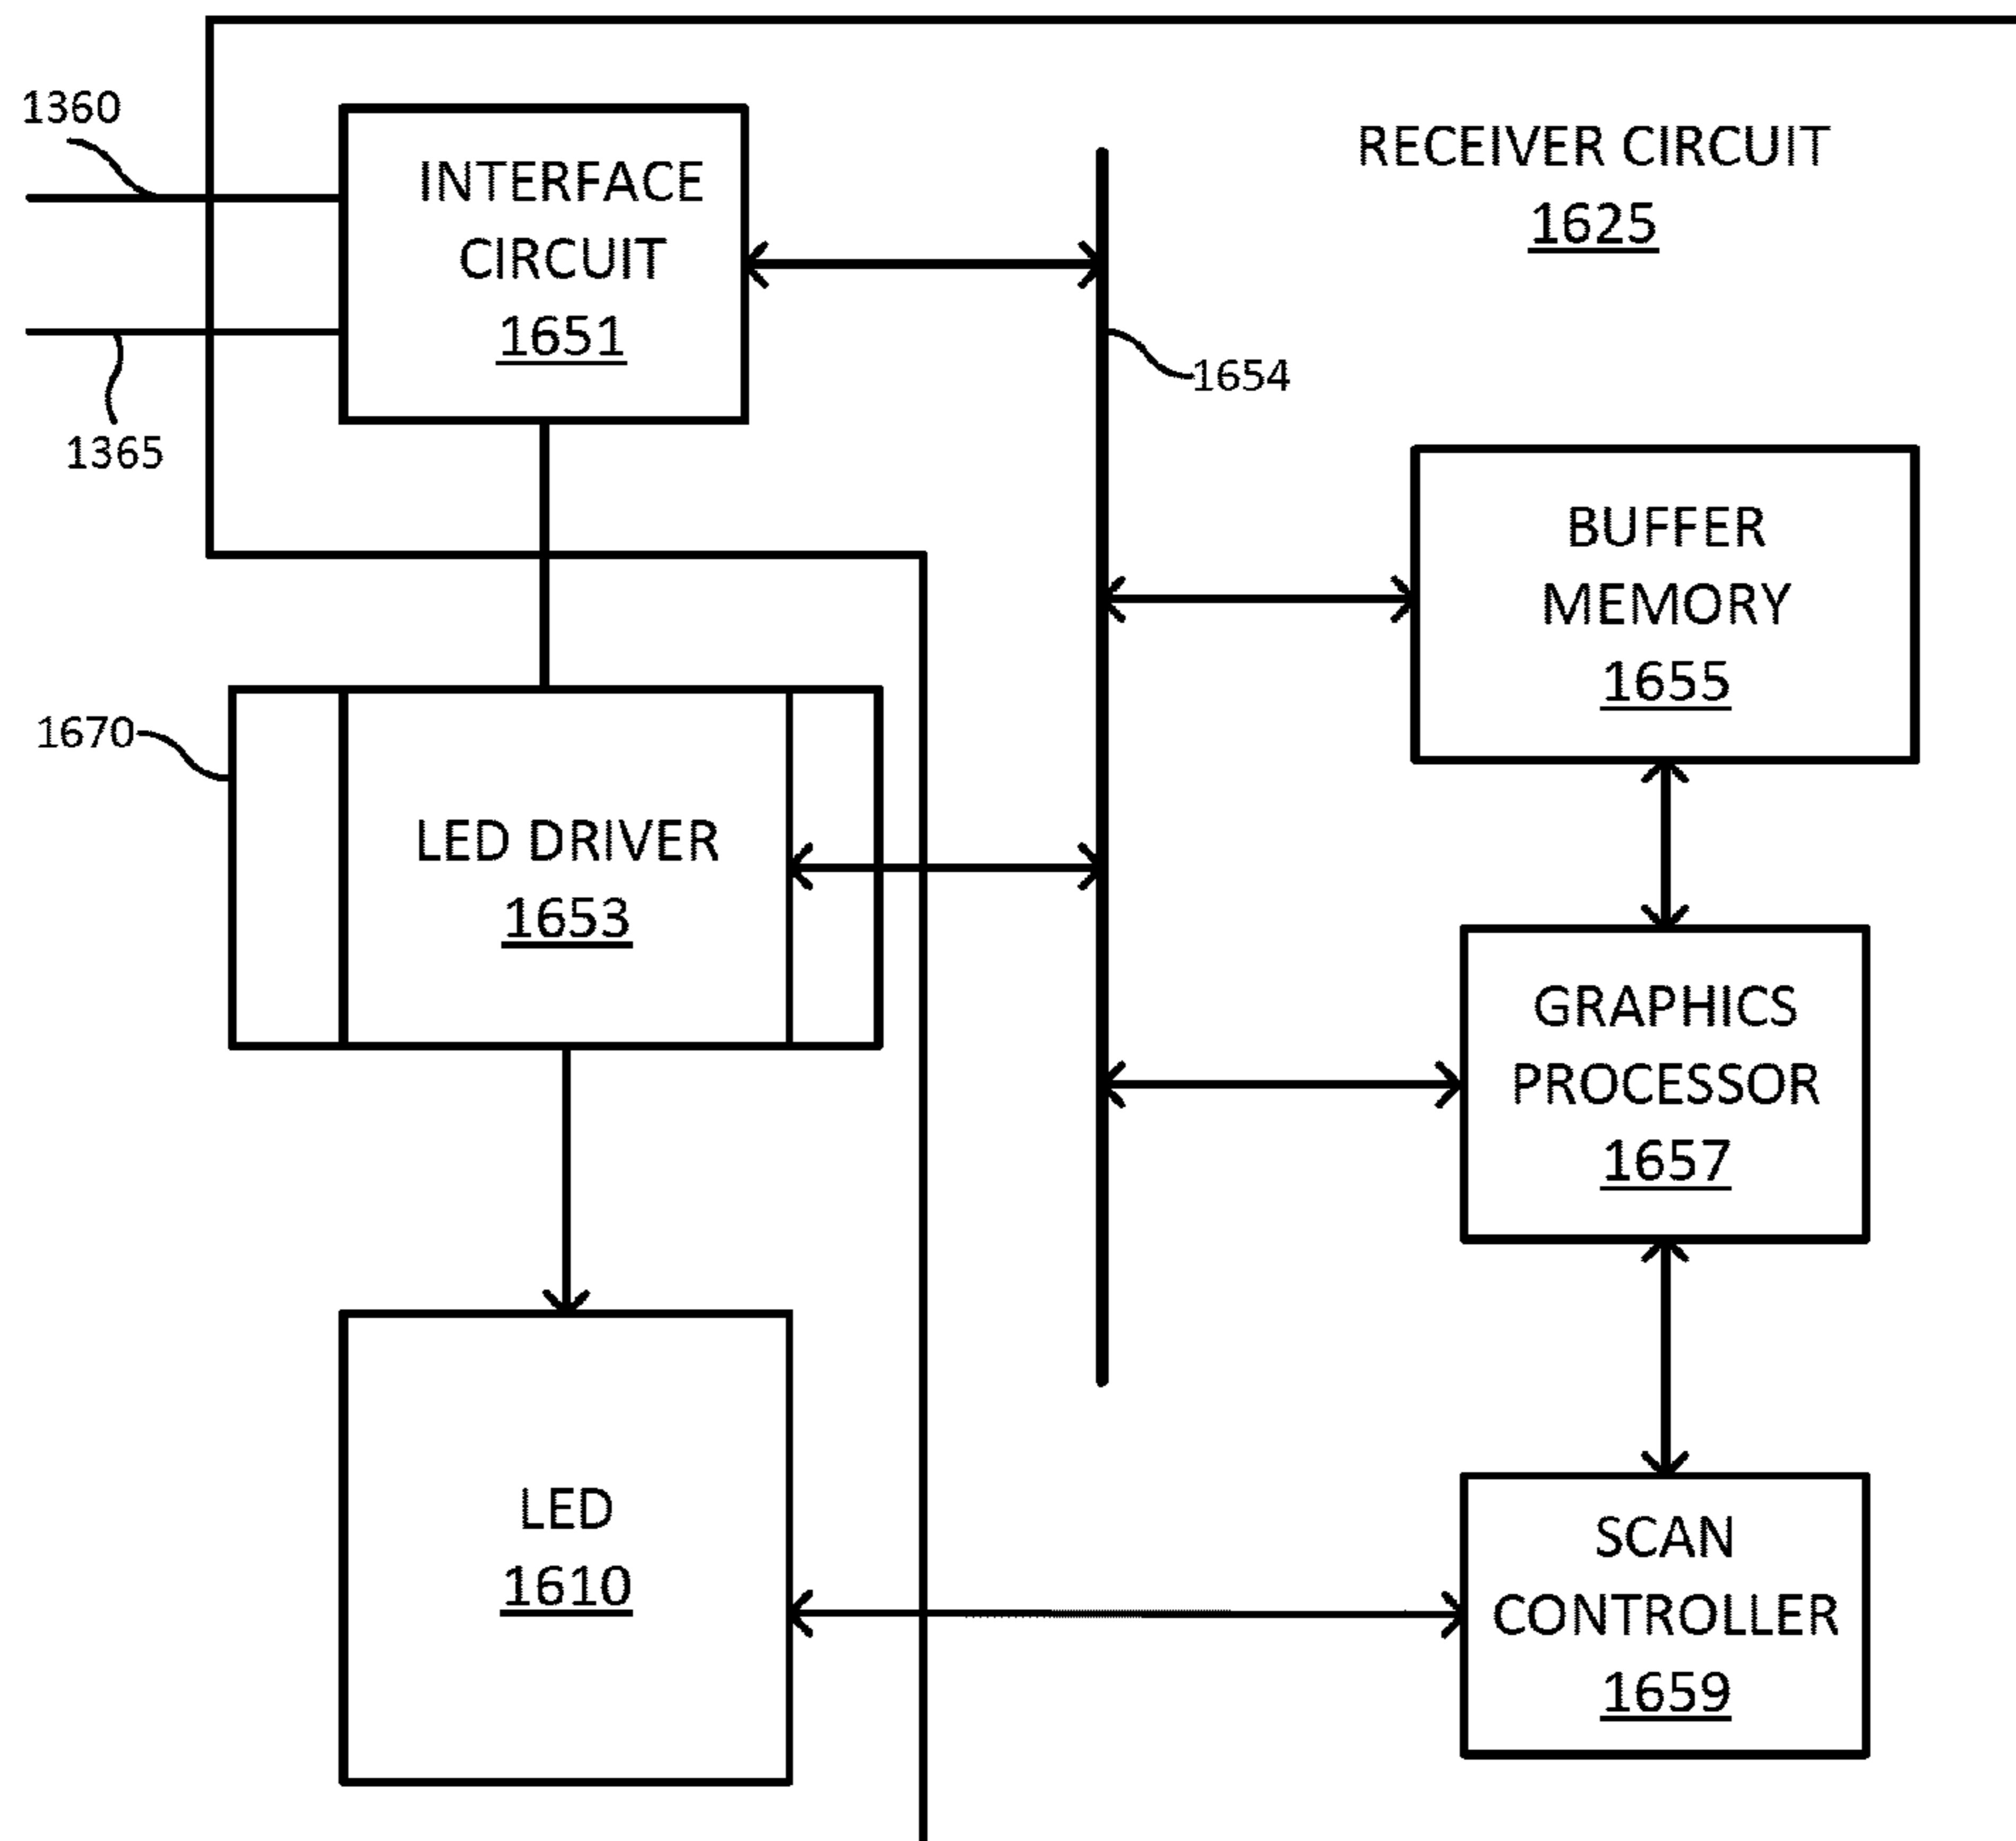 1360
INTERFACE
CIRCUIT
1651
RECEIVER CIRCUIT
1625
1365
1654
BUFFER
MEMORY
1655
1670
LED DRIVER
1653
GRAPHICS
PROCESSOR
1657
LED
1610
SCAN
CONTROLLER
1659